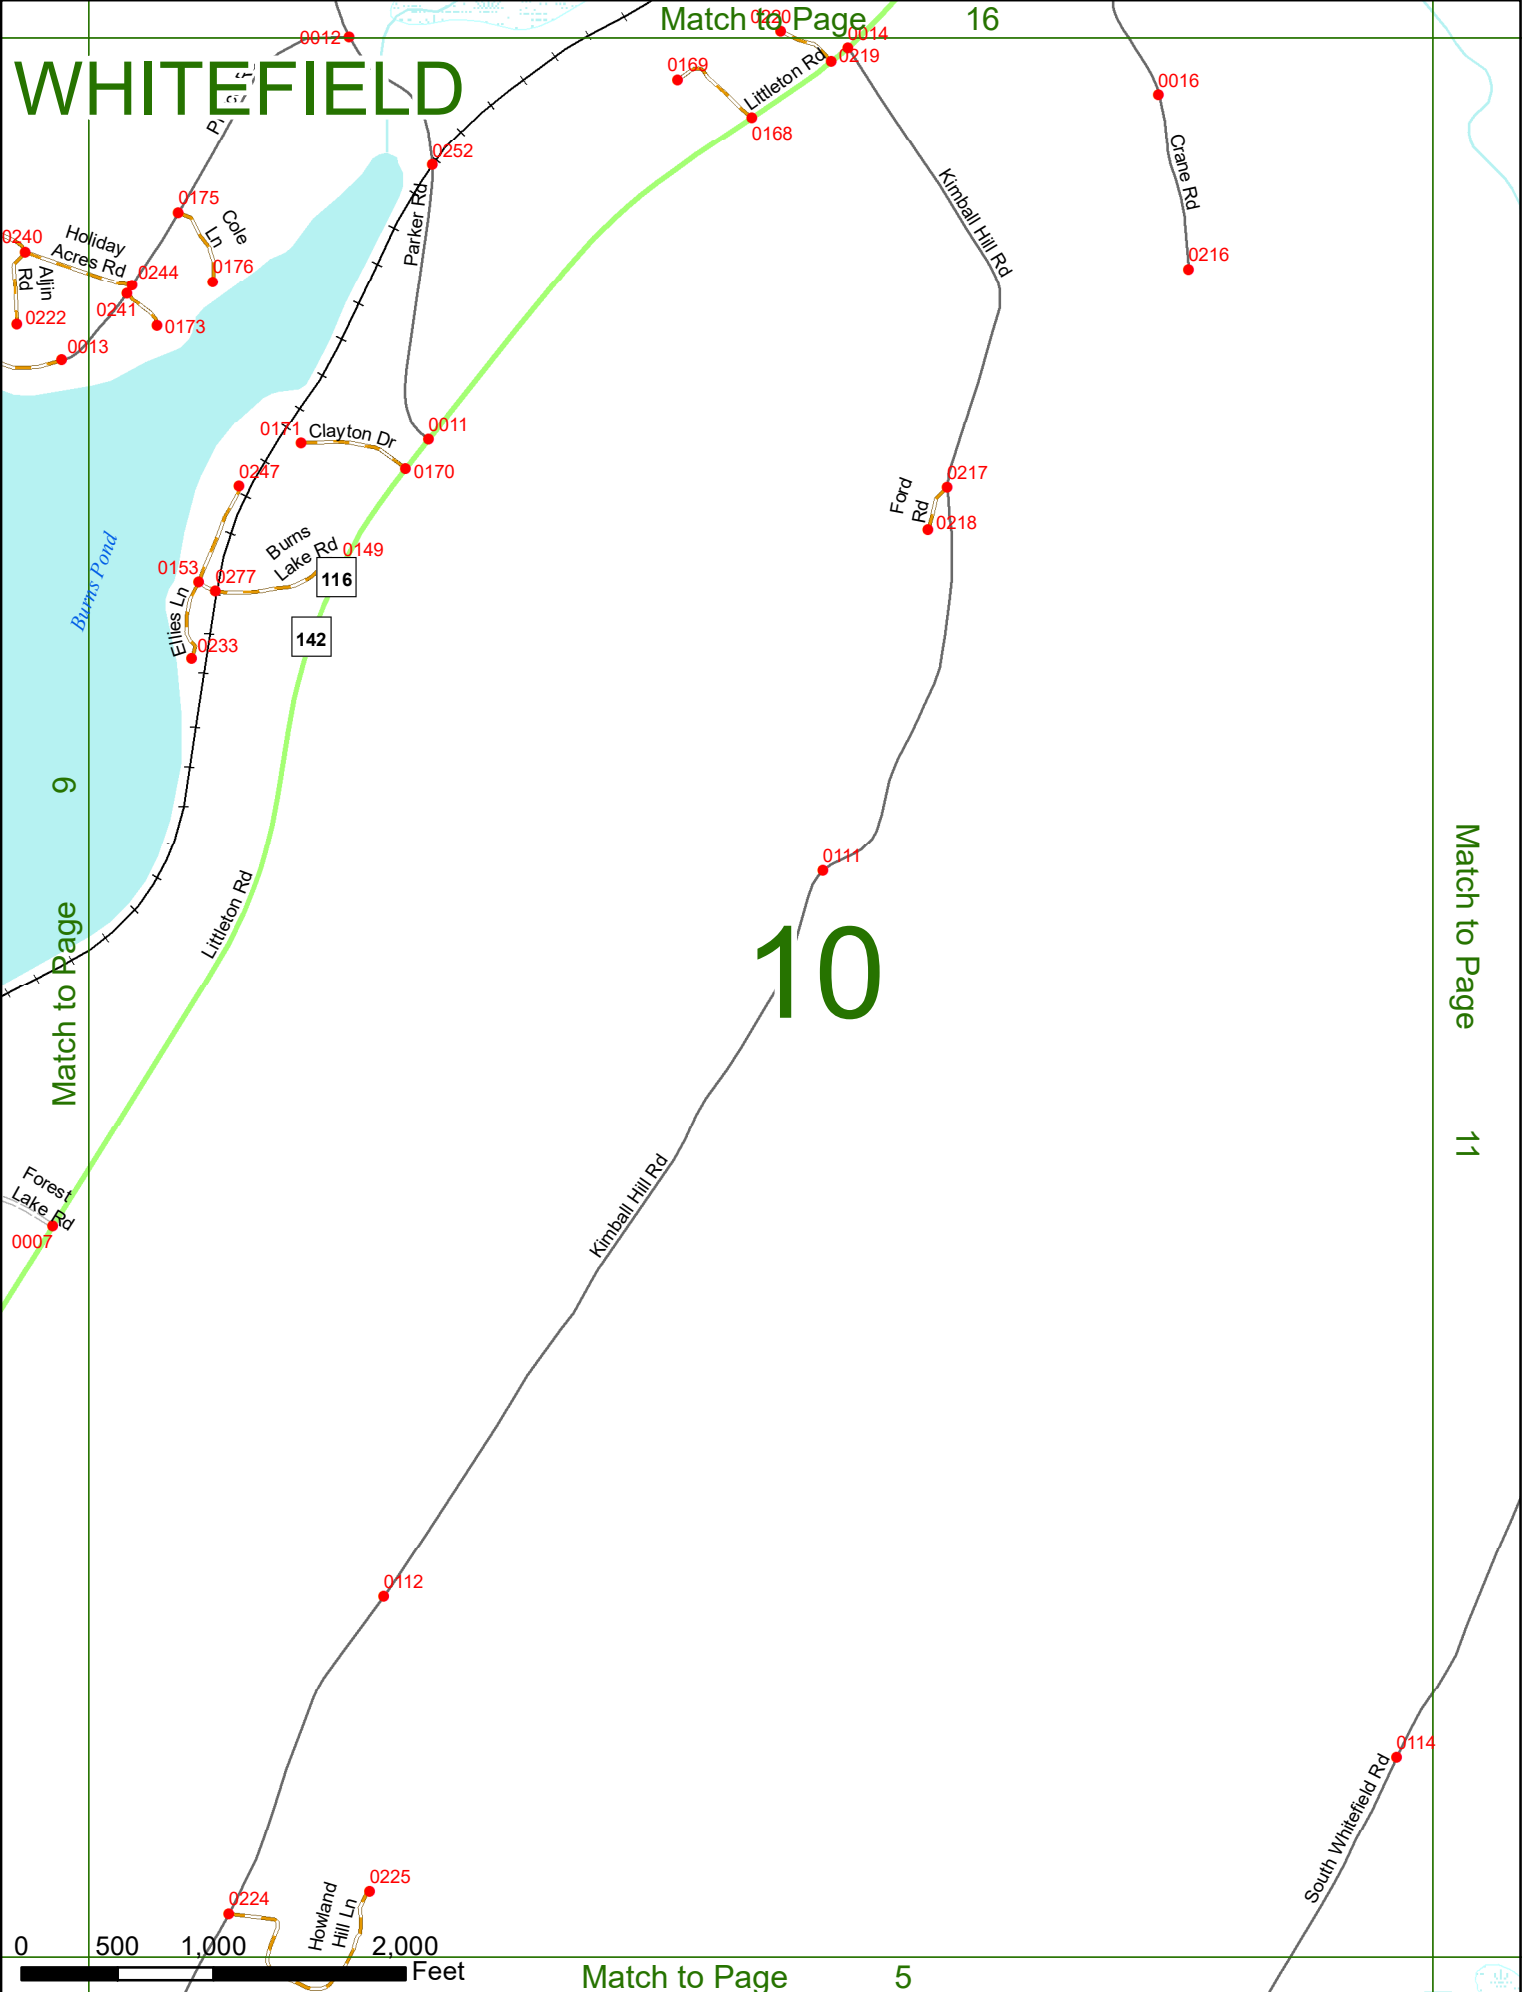 Match to Page 16
0220
0014
0012
0219
WHITEFIELD
0169
Littleton Rd
0016
0168
0252
Crane Rd
Kimball Hill Rd
0175
Parker Rd
Cole
Ln
0240
Holiday
Acres Rd
0216
0244
0176
Aljin
Rd
0241
0222
0173
0013
0171
Clayton Dr
0011
0170
0247
0217
Ford
Rd
0218
Burns
Lake Rd
0149
116
Burns Pond
0153
0277
Ellies Ln
142
0233
9
Match to Page
Littleton Rd
0111
Match to Page
11
10
Forest
Lake Rd
0007
Kimball Hill Rd
0112
0114
South Whitefield Rd
0225
0224
Howland
Hill Ln
0 500 1,000 2,000
Feet
Match to Page 5